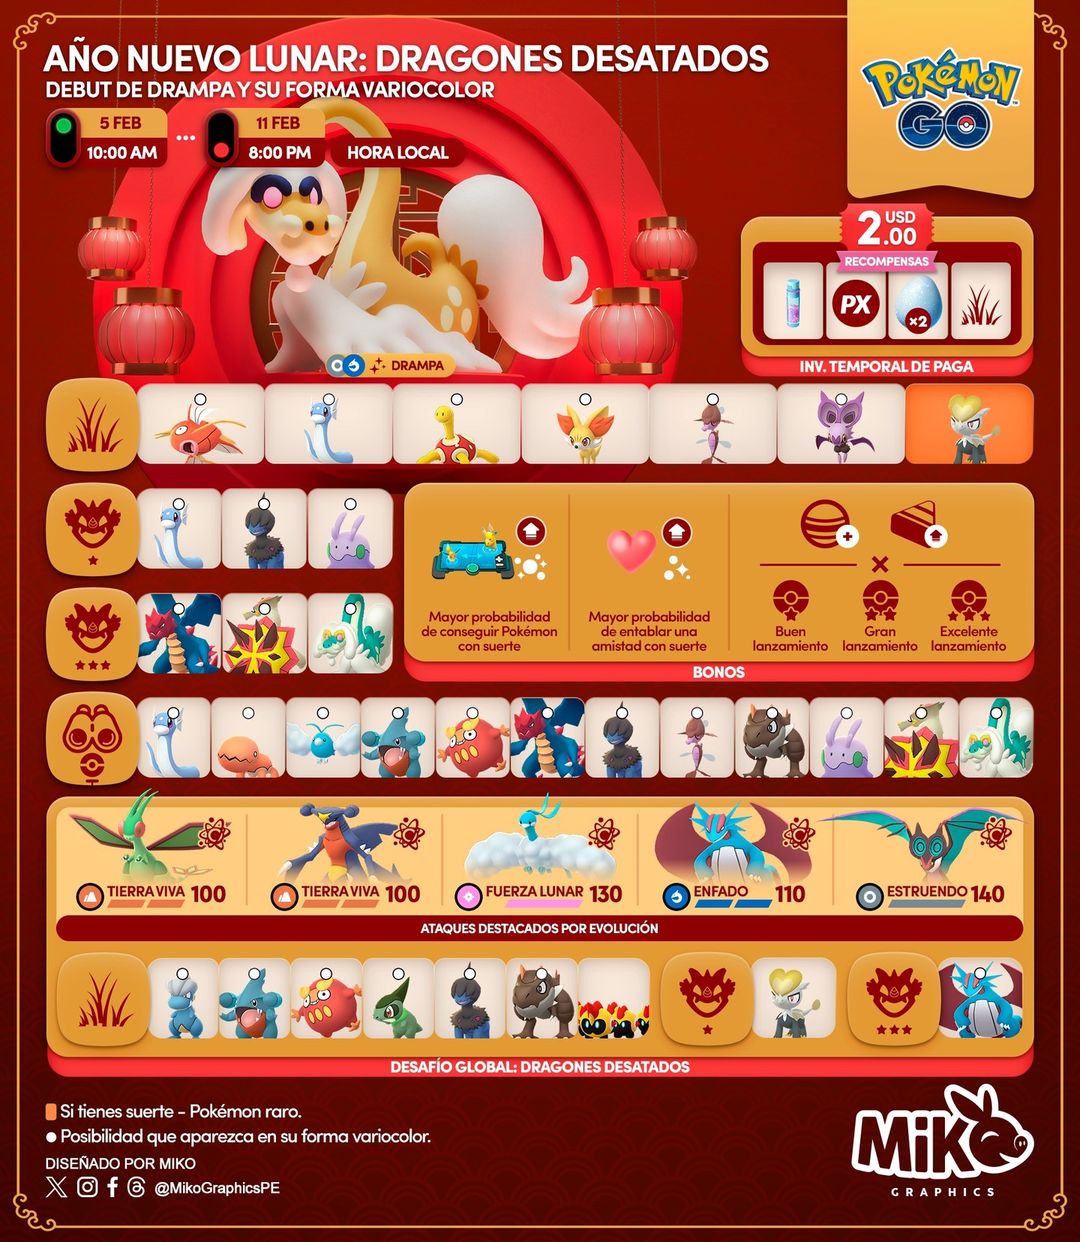 AÑO NUEVO LUNAR: DRAGONES DESATADOS
DEBUT DE DRAMPA Y SU FORMA VARIOCOLOR
5 FEB
10:00 AM
...
11 FEB
8:00 PM
HORA LOCAL
POKéMON
GO
2 USD
.00
RECOMPENSAS
PX
×2
INV. TEMPORAL DE PAGA
DRAMPA
Mayor probabilidad
de conseguir Pokémon
con suerte
Mayor probabilidad
de entablar una
amistad con suerte
Buen
lanzamiento
Gran
lanzamiento
Excelente
lanzamiento
BONOS
TIERRA VIVA 100
TIERRA VIVA 100
FUERZA LUNAR 130
ENFADO 110
ESTRUENDO 140
ATAQUES DESTACADOS POR EVOLUCIÓN
DESAFÍO GLOBAL: DRAGONES DESATADOS
Si tienes suerte - Pokémon raro.
Posibilidad que aparezca en su forma variocolor.
DISEÑADO POR MIKO
@MikoGraphicsPE
MiKO
GRAPHICS